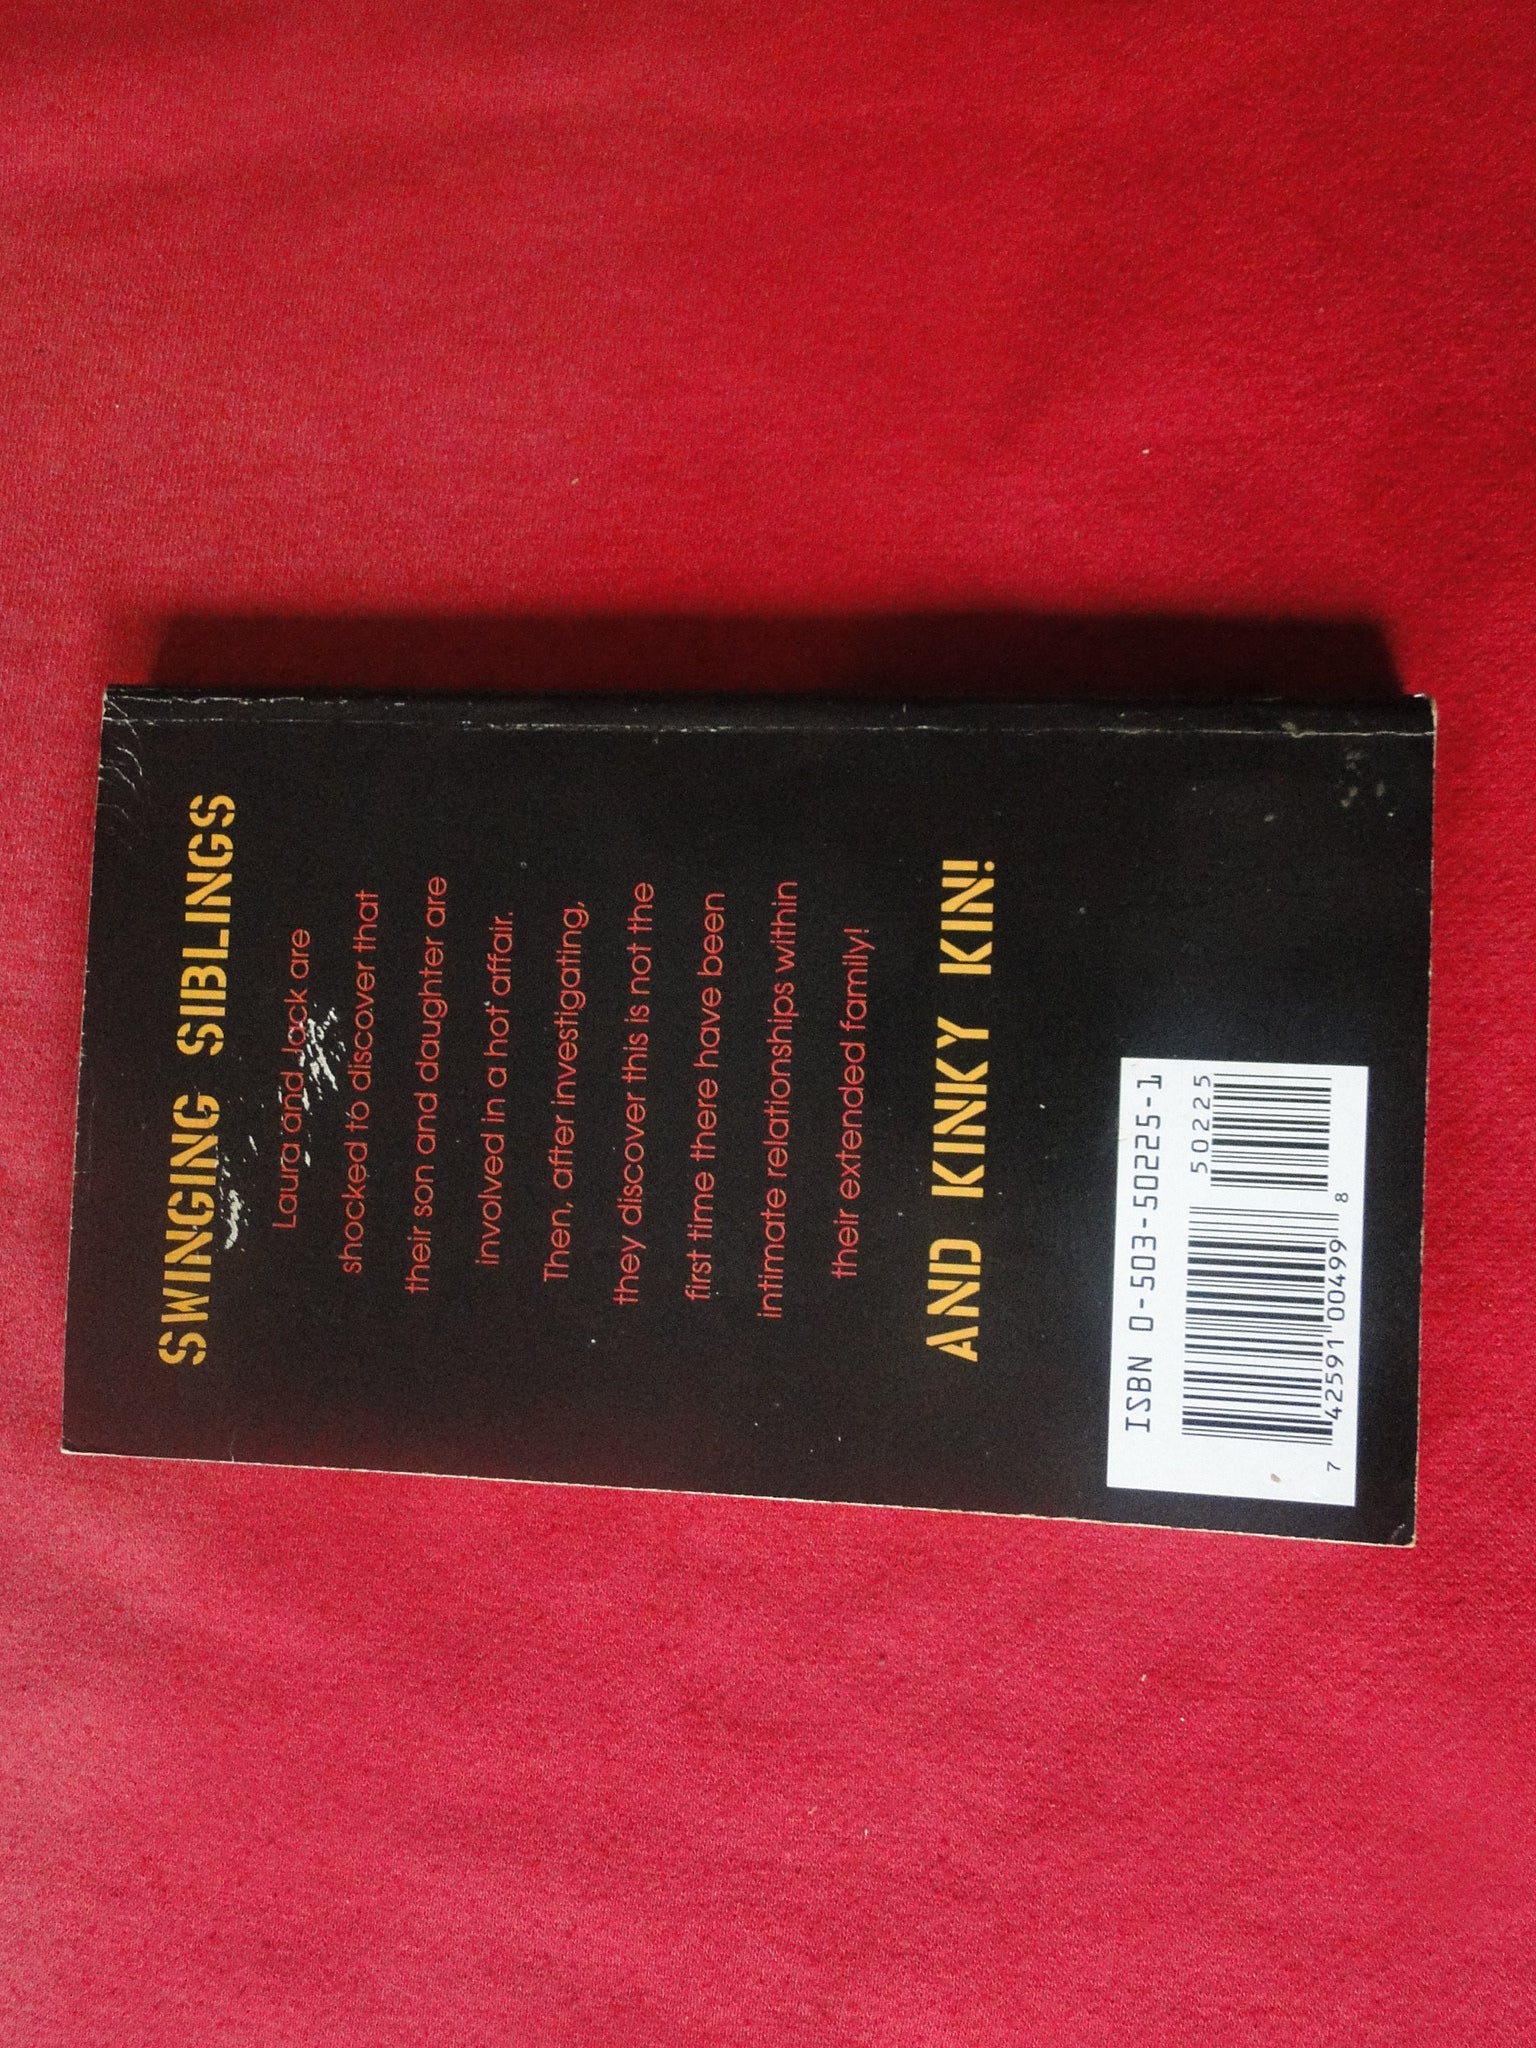 SWINGING SIBLINGS
Laura and Jack are
shocked to discover that
their son and daughter are
involved in a hot affair.
Then, after investigating,
they discover this is not the
first time there have been
intimate relationships within
their extended family!
AND KINKY KIN!
ISBN 0-503-50225-1
50225
7 42591 00499 8